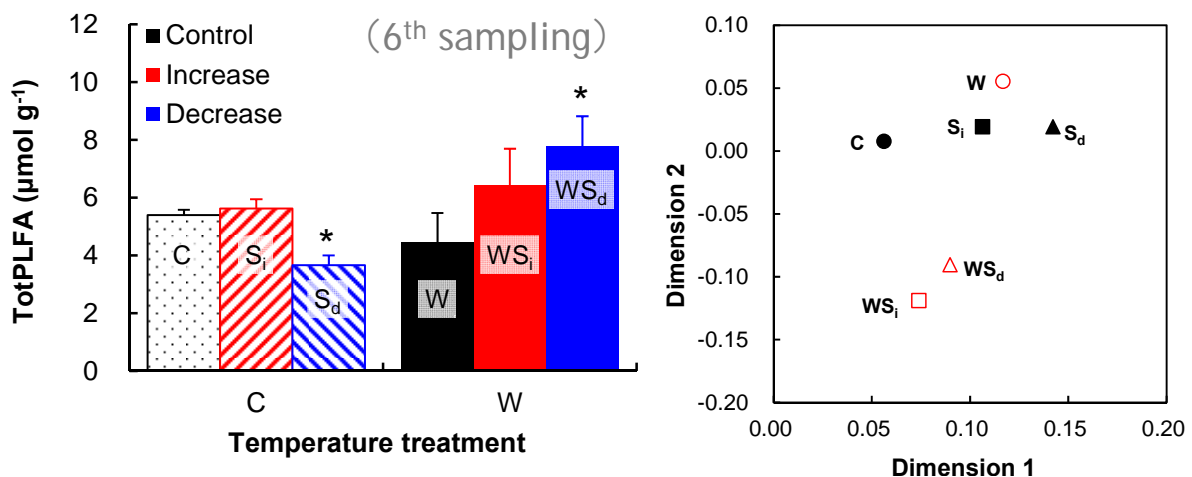 12
10
8
6
4
2
0
TotPLFA (µmol g-1)
Control
Increase
Decrease
（6th sampling）
*
*
C
Si
Sd
W
WSi
WSd
C
W
Temperature treatment
0.10
0.05
0.00
-0.05
-0.10
-0.15
-0.20
Dimension 2
W
C
Si
Sd
WSd
WSi
0.00 0.05 0.10 0.15 0.20
Dimension 1